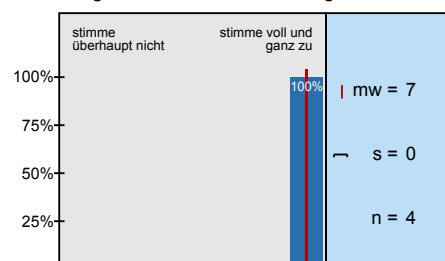 stimme
überhaupt nicht
stimme voll und
ganz zu
100%
100%
mw = 7
75%
50%
s = 0
25%
n = 4